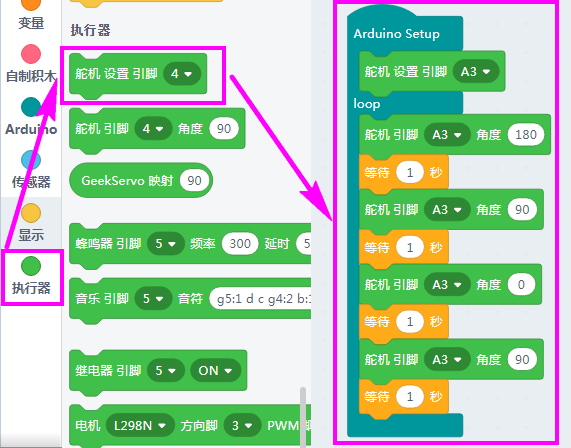 变量
自制积木
Arduino
传感器
显示
执行器
执行器
舵机 设置 引脚 4
舵机 引脚 4 角度 90
GeekServo 映射 90
蜂鸣器 引脚 5 频率 300 延时 5
音乐 引脚 5 音符 g5:1 d c g4:2 b:1
继电器 引脚 5 ON
电机 L298N 方向脚 3 PWM脚
Arduino Setup
舵机 设置 引脚 A3
loop
舵机 引脚 A3 角度 180
等待 1 秒
舵机 引脚 A3 角度 90
等待 1 秒
舵机 引脚 A3 角度 0
等待 1 秒
舵机 引脚 A3 角度 90
等待 1 秒